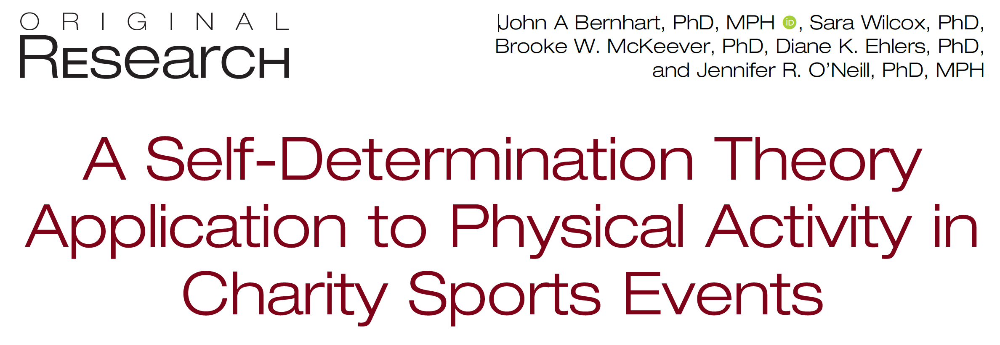 ORIGINAL
RESearcH
John A Bernhart, PhD, MPH iD, Sara Wilcox, PhD,
Brooke W. McKeever, PhD, Diane K. Ehlers, PhD,
and Jennifer R. O’Neill, PhD, MPH
A Self-Determination Theory
Application to Physical Activity in
Charity Sports Events